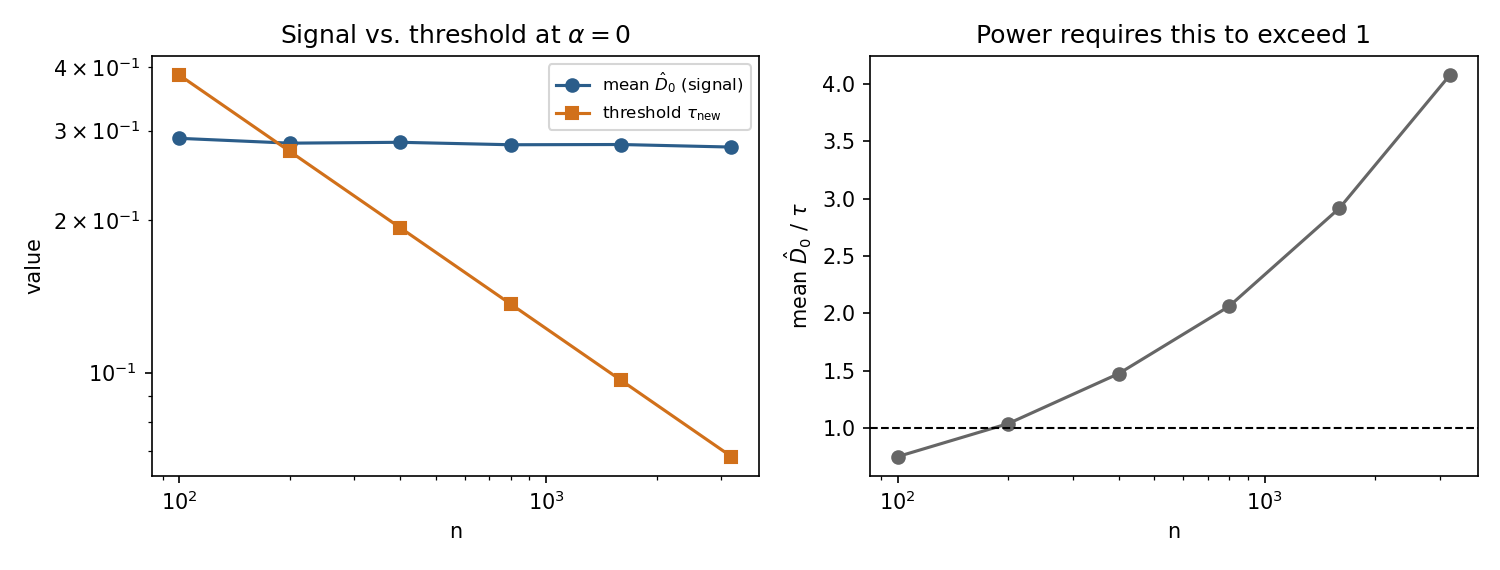 Signal vs. threshold at α = 0
4 × 10⁻¹
3 × 10⁻¹
2 × 10⁻¹
10⁻¹
value
mean D̂₀ (signal)
threshold τnew
10²
10³
n
Power requires this to exceed 1
4.0
3.5
3.0
2.5
2.0
1.5
1.0
mean D̂₀ / τ
10²
10³
n